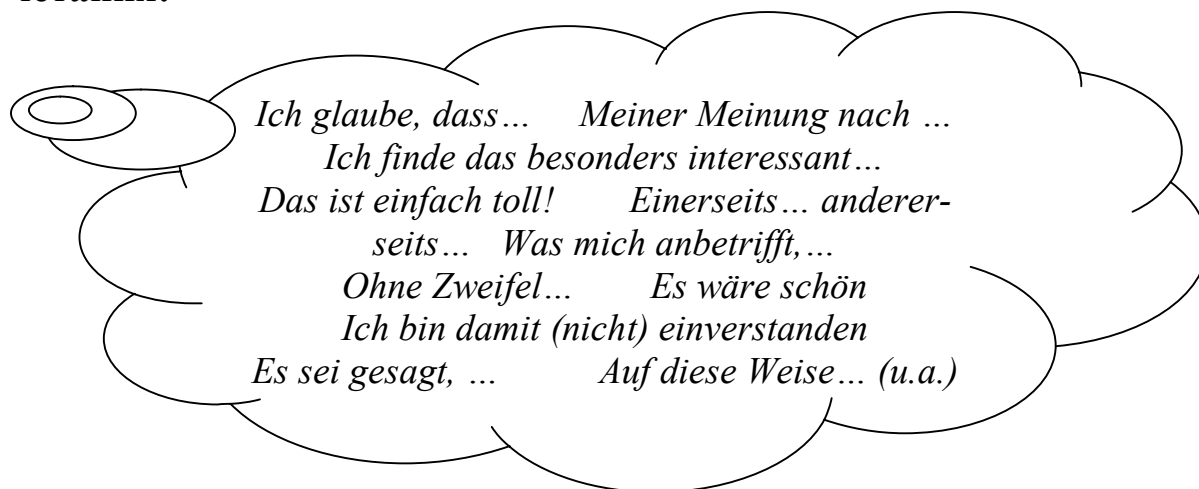 Ich glaube, dass… Meiner Meinung nach …
Ich finde das besonders interessant…
Das ist einfach toll! Einerseits… anderer-
seits… Was mich anbetrifft,…
Ohne Zweifel… Es wäre schön
Ich bin damit (nicht) einverstanden
Es sei gesagt, … Auf diese Weise… (u.a.)